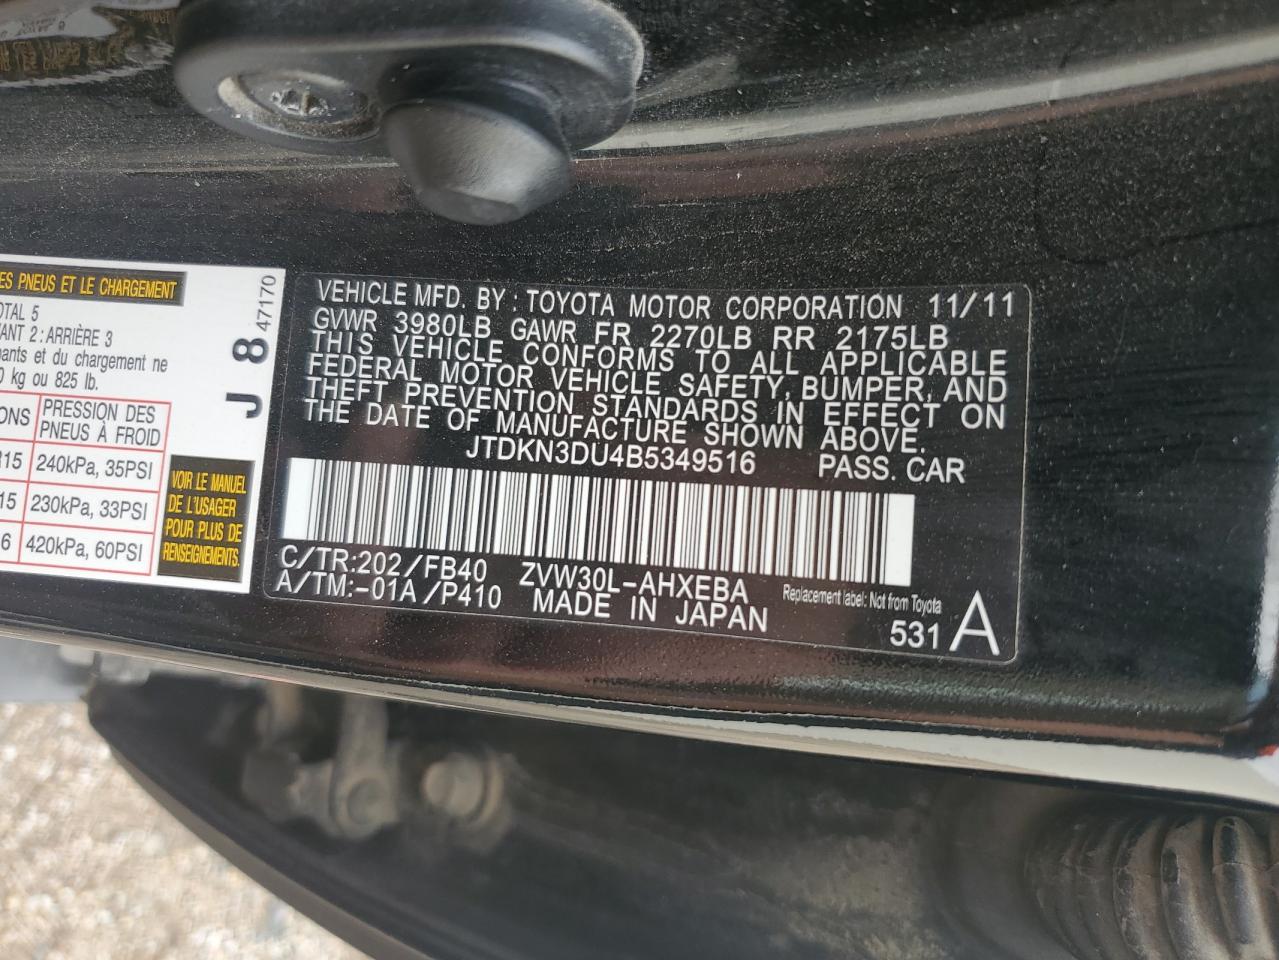 VEHICLE MFD. BY : TOYOTA MOTOR CORPORATION 11/11
GVWR 3980LB GAWR FR 2270LB RR 2175LB
THIS VEHICLE CONFORMS TO ALL APPLICABLE
FEDERAL MOTOR VEHICLE SAFETY, BUMPER, AND
THEFT PREVENTION STANDARDS IN EFFECT ON
THE DATE OF MANUFACTURE SHOWN ABOVE.
JTDKN3DU4B5349516 PASS. CAR
C/TR:202/FB40 ZVW30L-AHXEBA Replacement label: Not from Toyota
A/TM:-01A/P410 MADE IN JAPAN 531 A
ES PNEUS ET LE CHARGEMENT
OTAL 5
VANT 2 : ARRIÈRE 3
pants et du chargement ne
0 kg ou 825 lb.
ONS PRESSION DES
PNEUS À FROID
R15 240kPa, 35PSI
15 230kPa, 33PSI
6 420kPa, 60PSI
VOIR LE MANUEL
DE L'USAGER
POUR PLUS DE
RENSEIGNEMENTS.
J 8 47170